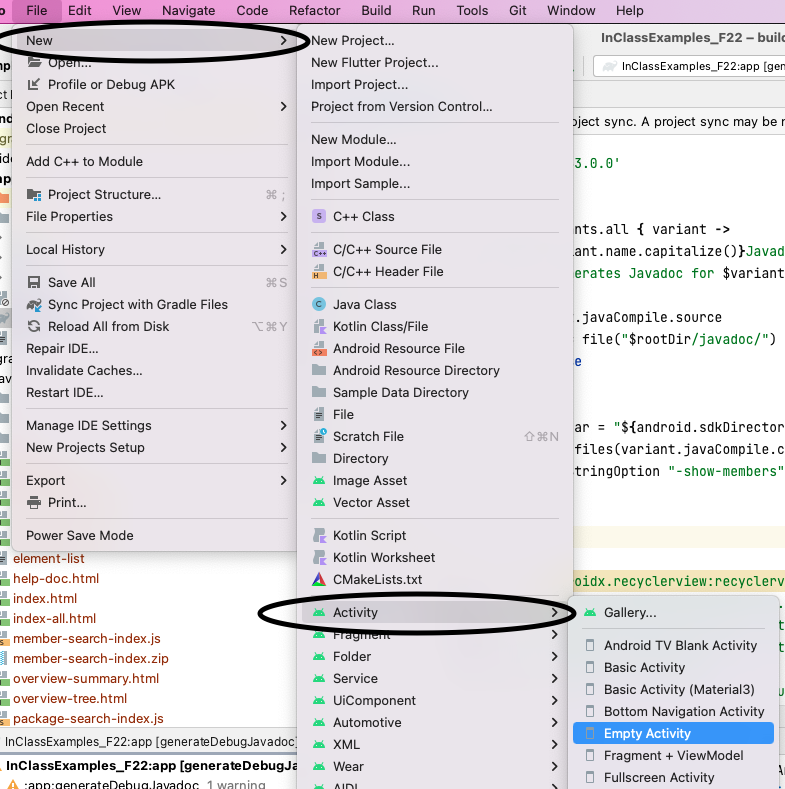 File Edit View Navigate Code Refactor Build Run Tools Git Window Help
New
Open...
Profile or Debug APK
Open Recent
Close Project
Add C++ to Module
Project Structure... ⌘ ;
File Properties
Local History
Save All ⌘S
Sync Project with Gradle Files
Reload All from Disk ⌥⌘Y
Repair IDE...
Invalidate Caches...
Restart IDE...
Manage IDE Settings
New Projects Setup
Export
Print...
Power Save Mode
element-list
help-doc.html
index.html
index-all.html
member-search-index.js
member-search-index.zip
overview-summary.html
overview-tree.html
package-search-index.js
InClassExamples_F22:app [generateDebugJavadoc]
InClassExamples_F22:app [generateDebugJa
:app:generateDebugJavadoc 1 warning
New Project...
New Flutter Project...
Import Project...
Project from Version Control...
New Module...
Import Module...
Import Sample...
C++ Class
C/C++ Source File
C/C++ Header File
Java Class
Kotlin Class/File
Android Resource File
Android Resource Directory
Sample Data Directory
File
Scratch File ⇧⌘N
Directory
Image Asset
Vector Asset
Kotlin Script
Kotlin Worksheet
CMakeLists.txt
Activity
Fragment
Folder
Service
UiComponent
Automotive
XML
Wear
AIDL
Gallery...
Android TV Blank Activity
Basic Activity
Basic Activity (Material3)
Bottom Navigation Activity
Empty Activity
Fragment + ViewModel
Fullscreen Activity
InClassExamples_F22 – build
InClassExamples_F22:app [gene
oject sync. A project sync may be n
3.0.0'
nts.all { variant ->
iant.name.capitalize()}Javad
erates Javadoc for $variant
.javaCompile.source
= file("$rootDir/javadoc/")
e
ar = "${android.sdkDirector
files(variant.javaCompile.c
stringOption "-show-members"
oidx.recyclerview:recyclerv